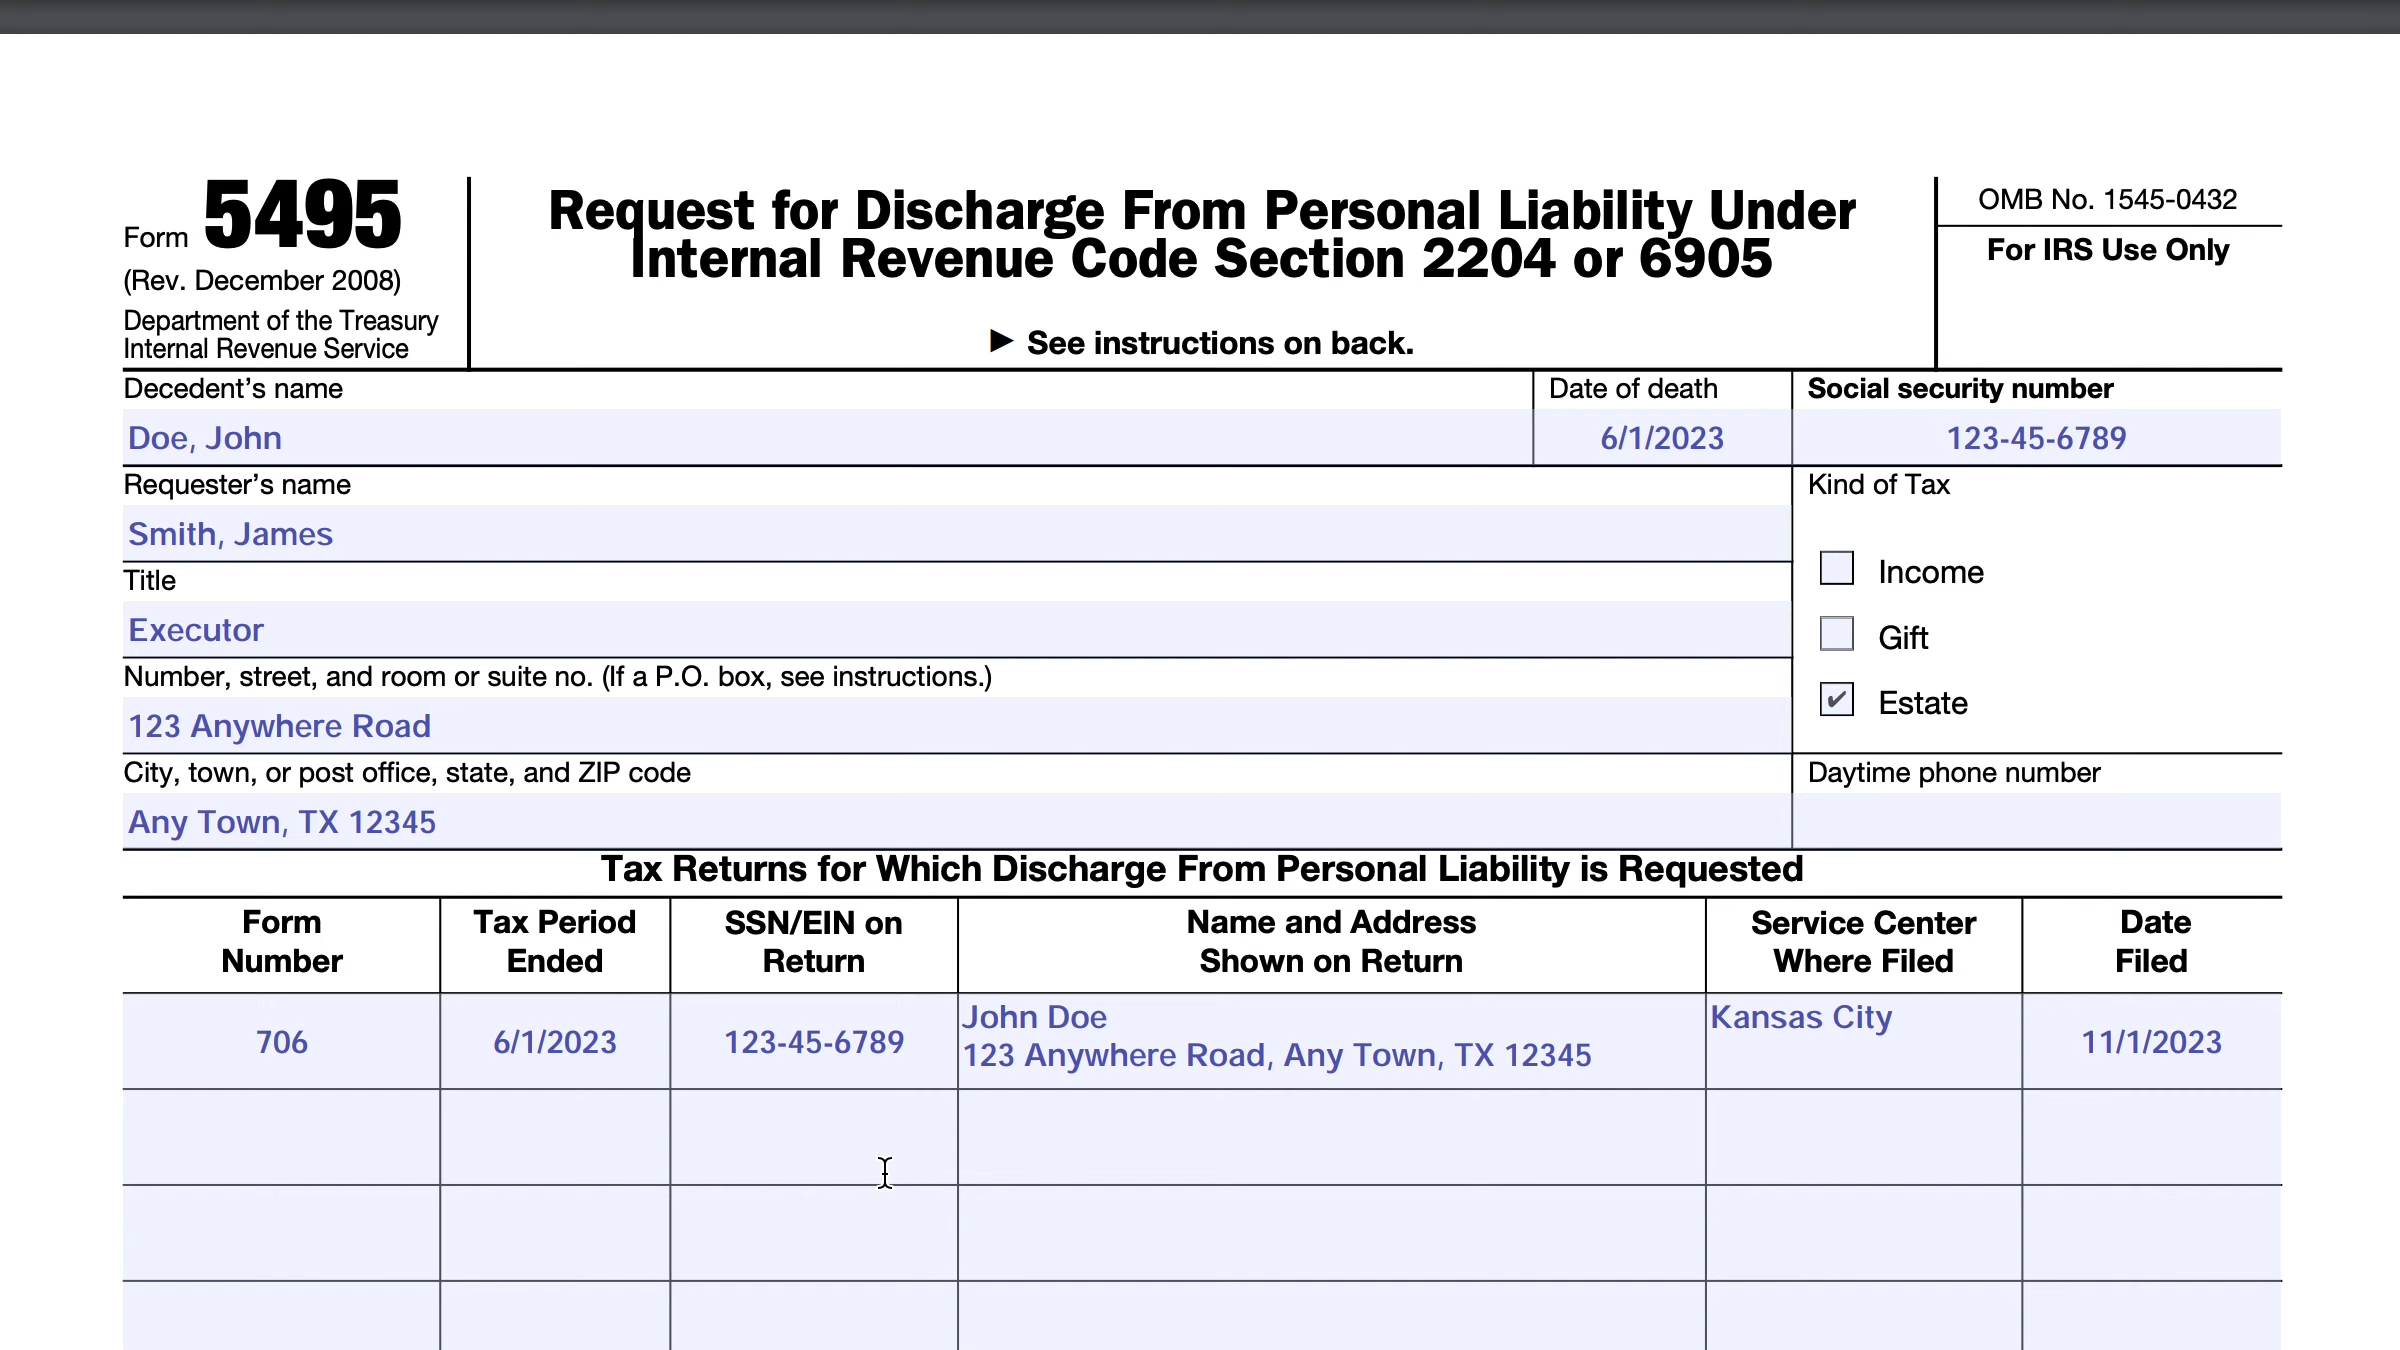 Form 5495
(Rev. December 2008)
Department of the Treasury
Internal Revenue Service
Request for Discharge From Personal Liability Under
Internal Revenue Code Section 2204 or 6905
► See instructions on back.
OMB No. 1545-0432
For IRS Use Only
Decedent's name
Doe, John
Date of death
6/1/2023
Social security number
123-45-6789
Requester's name
Smith, James
Title
Executor
Number, street, and room or suite no. (If a P.O. box, see instructions.)
123 Anywhere Road
City, town, or post office, state, and ZIP code
Any Town, TX 12345
Kind of Tax
Income
Gift
✔ Estate
Daytime phone number
Tax Returns for Which Discharge From Personal Liability is Requested
Form
Number
Tax Period
Ended
SSN/EIN on
Return
Name and Address
Shown on Return
Service Center
Where Filed
Date
Filed
706
6/1/2023
123-45-6789
John Doe
123 Anywhere Road, Any Town, TX 12345
Kansas City
11/1/2023